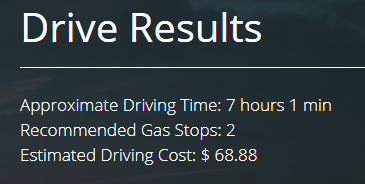 Drive Results
Approximate Driving Time: 7 hours 1 min
Recommended Gas Stops: 2
Estimated Driving Cost: $ 68.88